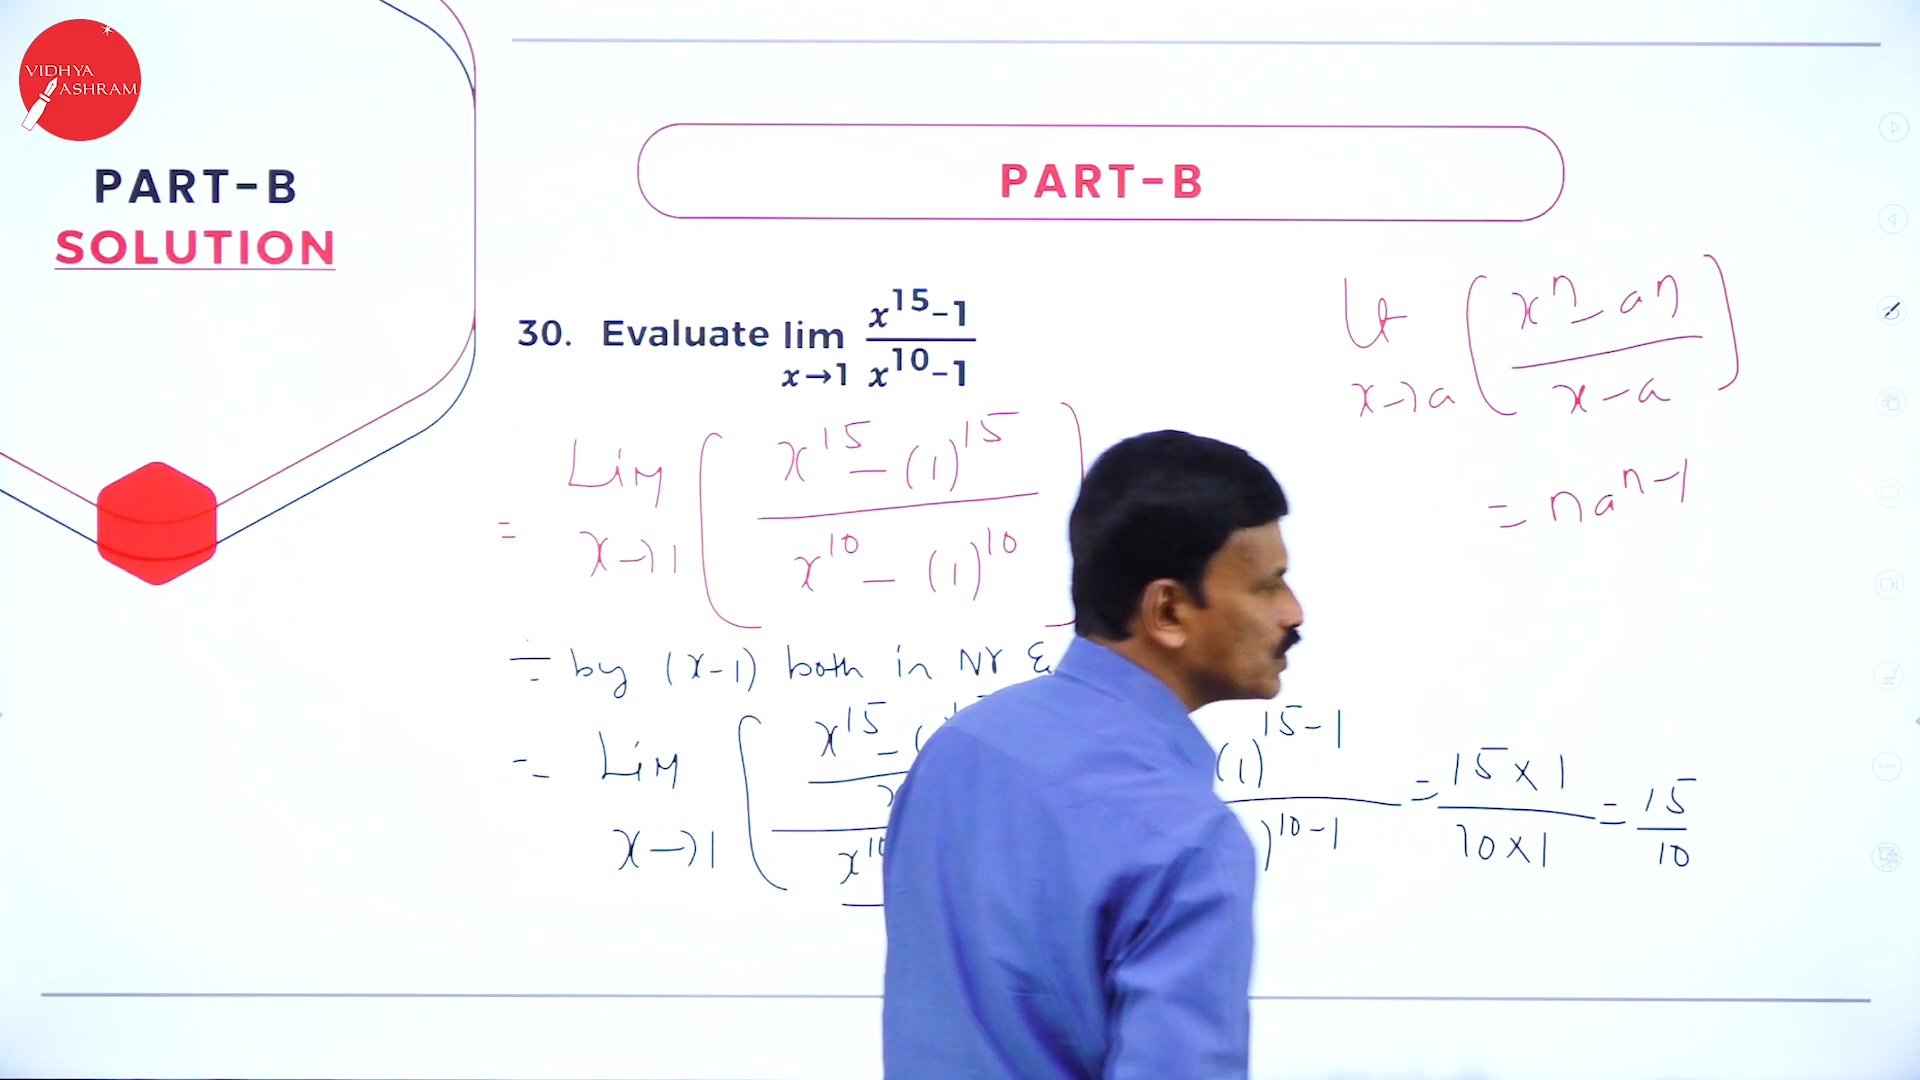 VIDHYA
ASHRAM
PART-B
SOLUTION
PART-B
30. Evaluate lim x→1 x^15-1 / x^10-1
Lt x→a (x^n - a^n / x - a)
= n a^n-1
= Lim x→1 ( x^15 - (1)^15 / x^10 - (1)^10 )
÷ by (x-1) both in Nr &
= Lim x→1 ( x^15 - ( / x^10
(1)^15-1 / )^10-1 = 15 × 1 / 10 × 1 = 15 / 10